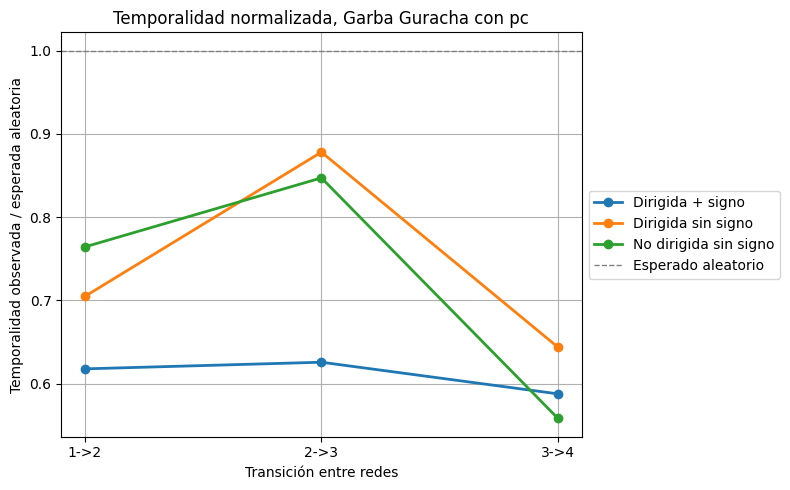 Temporalidad normalizada, Garba Guracha con pc
Temporalidad observada / esperada aleatoria
1.0
0.9
0.8
0.7
0.6
1->2
2->3
3->4
Transición entre redes
Dirigida + signo
Dirigida sin signo
No dirigida sin signo
Esperado aleatorio